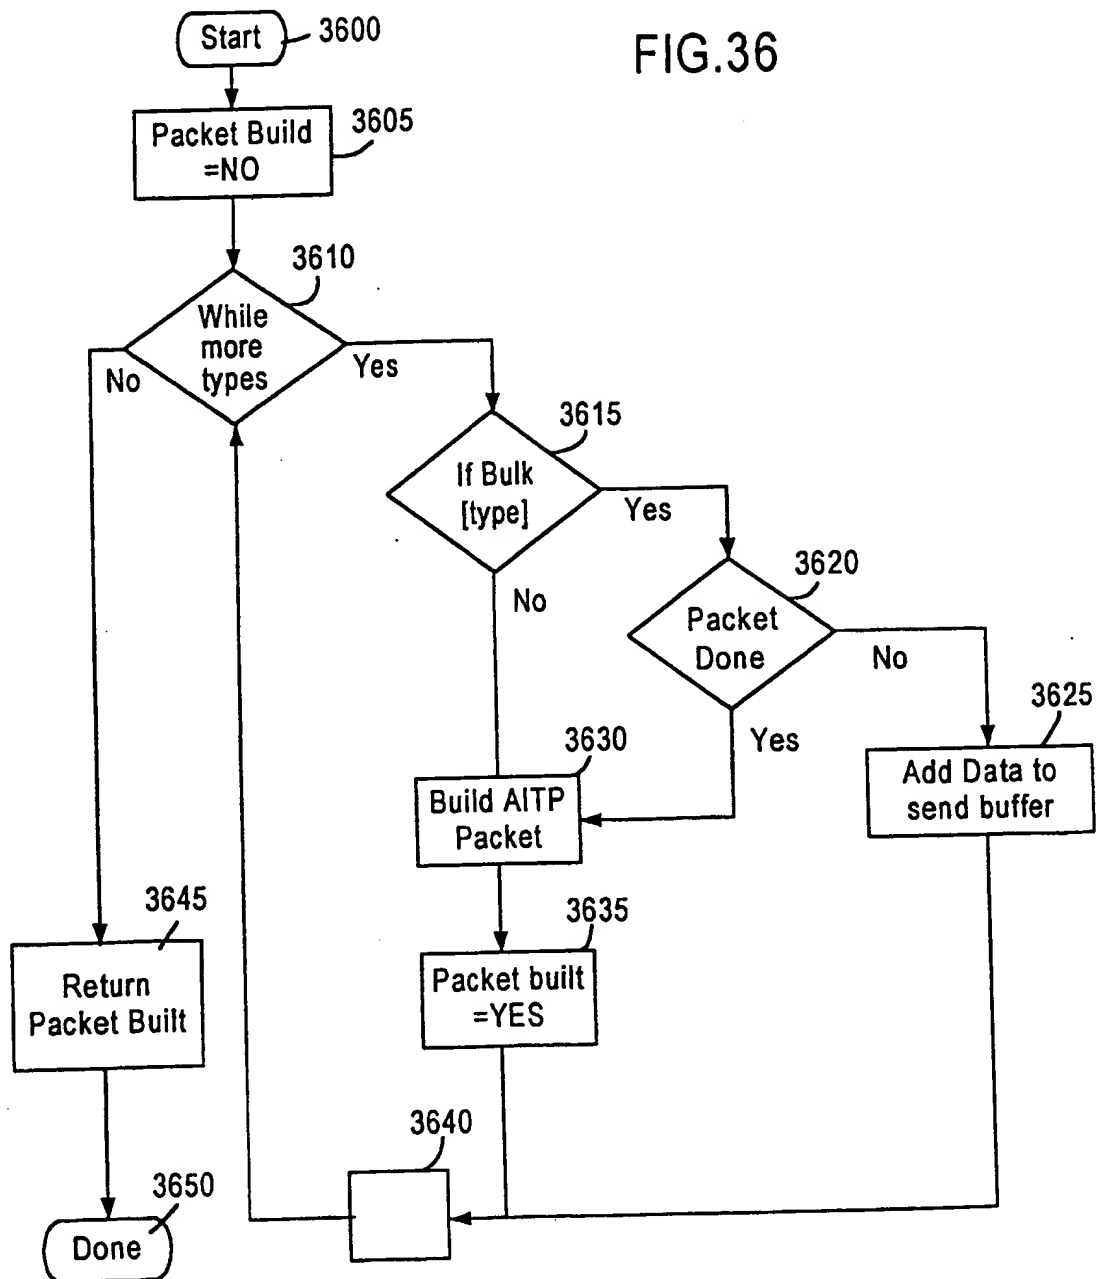 Start
3600
FIG.36
Packet Build
=NO
3605
3610
While
more
types
No
Yes
3615
If Bulk
[type]
Yes
No
3620
Packet
Done
No
Yes
3625
Add Data to
send buffer
3630
Build AITP
Packet
3635
Packet built
=YES
3645
Return
Packet Built
3640
3650
Done